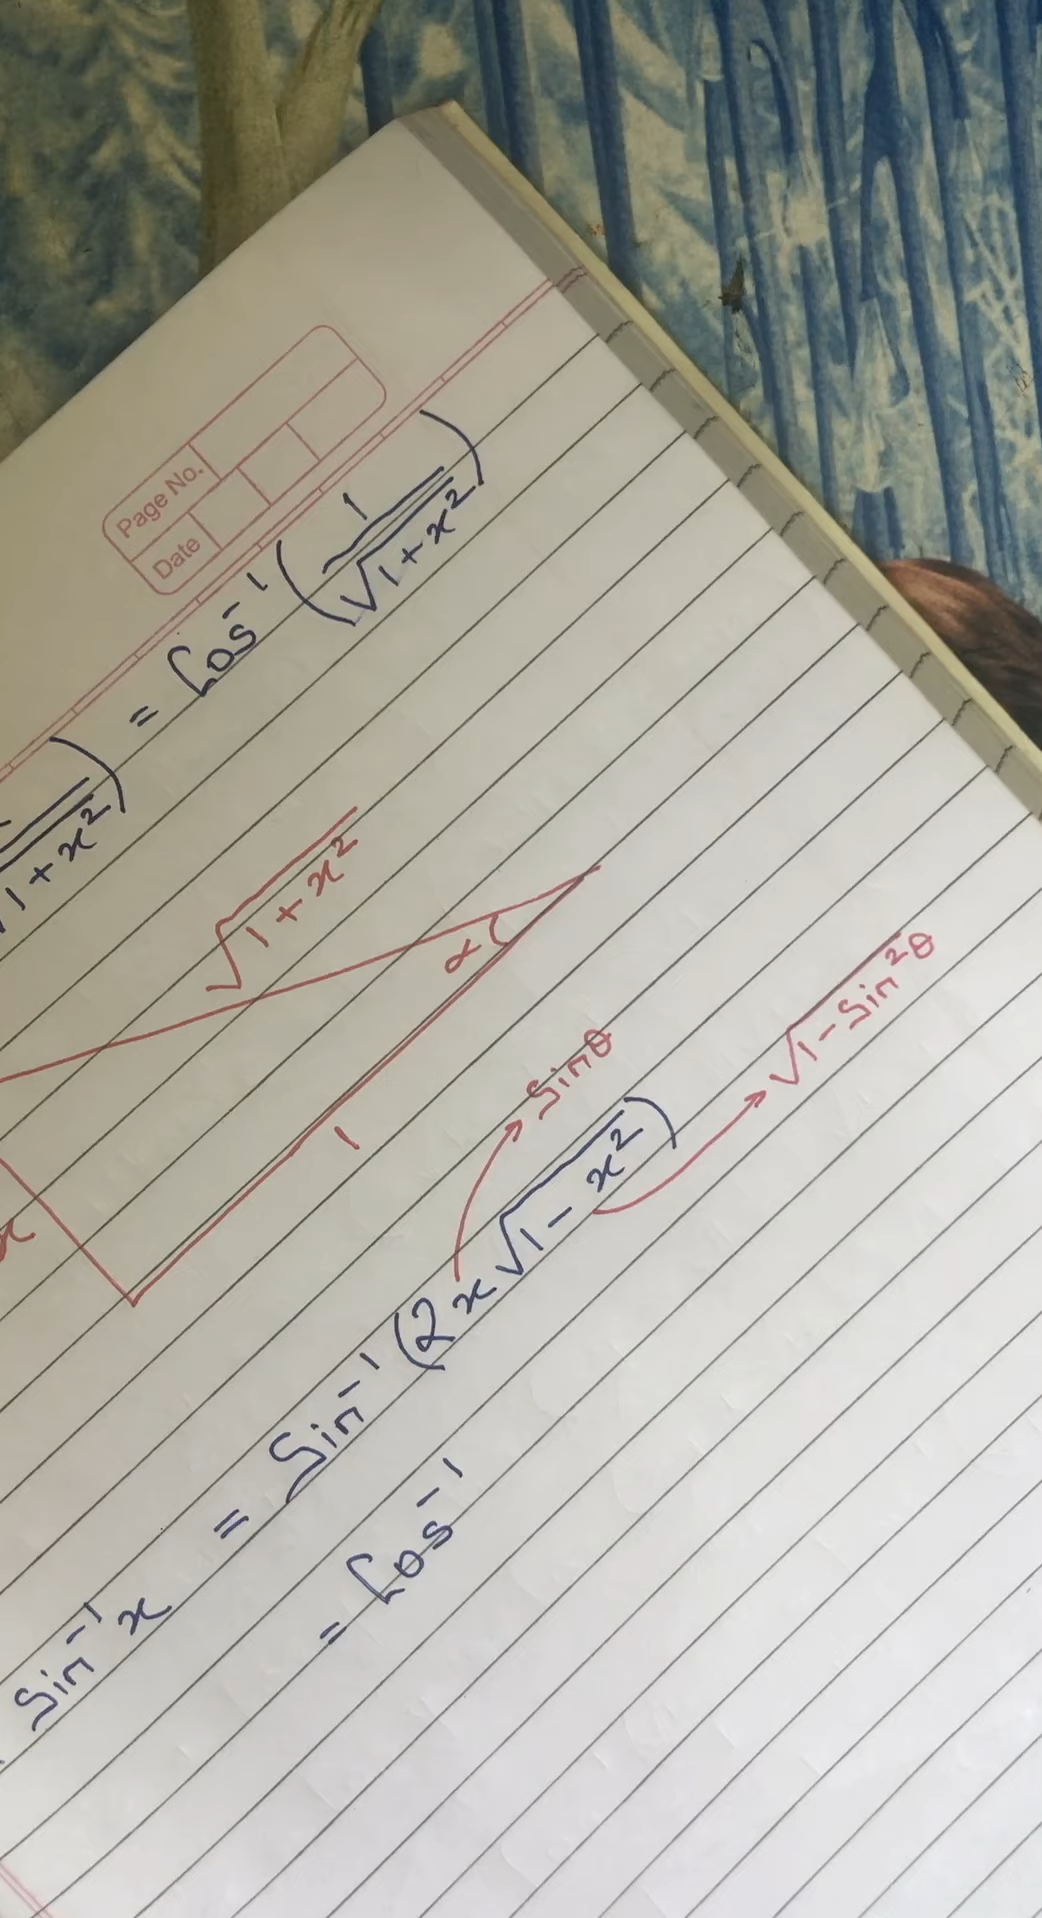 Page No.
Date
√1+x²) = Cos⁻¹(1/√1+x²)
√1+x²
α
1
x
Sinθ
√1-Sin²θ
Sin⁻¹x = Sin⁻¹(2x√1-x²)
= Cos⁻¹